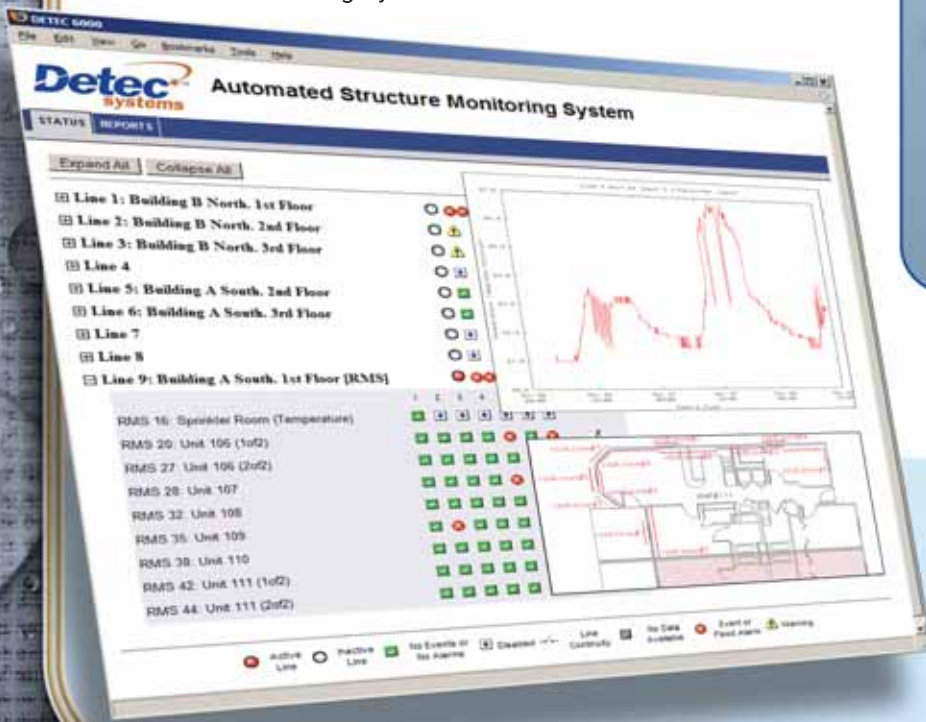 DETEC 6000
File Edit View Go Bookmarks Tools Help
Detec
systems
Automated Structure Monitoring System
STATUS REPORTS
Expand All Collapse All
Line 1: Building B North. 1st Floor
Line 2: Building B North. 2nd Floor
Line 3: Building B North. 3rd Floor
Line 4
Line 5: Building A South. 2nd Floor
Line 6: Building A South. 3rd Floor
Line 7
Line 8
Line 9: Building A South. 1st Floor [RMS]
1 2 3 4
RMS 16: Sprinkler Room (Temperature)
RMS 20: Unit 106 (1of2)
RMS 27: Unit 106 (2of2)
RMS 28: Unit 107
RMS 32: Unit 108
RMS 35: Unit 109
RMS 38: Unit 110
RMS 42: Unit 111 (1of2)
RMS 44: Unit 111 (2of2)
Active Line Inactive Line No Events or No Alarms Disabled Line Continuity No Data Available Event or Flood Alarm Warning